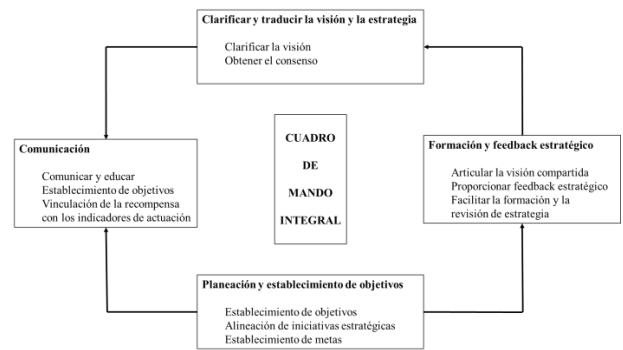 Clarificar y traducir la visión y la estrategia
Clarificar la visión
Obtener el consenso
Comunicación
Comunicar y educar
Establecimiento de objetivos
Vinculación de la recompensa
con los indicadores de actuación
CUADRO
DE
MANDO
INTEGRAL
Formación y feedback estratégico
Articular la visión compartida
Proporcionar feedback estratégico
Facilitar la formación y la
revisión de estrategia
Planeación y establecimiento de objetivos
Establecimiento de objetivos
Alineación de iniciativas estratégicas
Establecimiento de metas